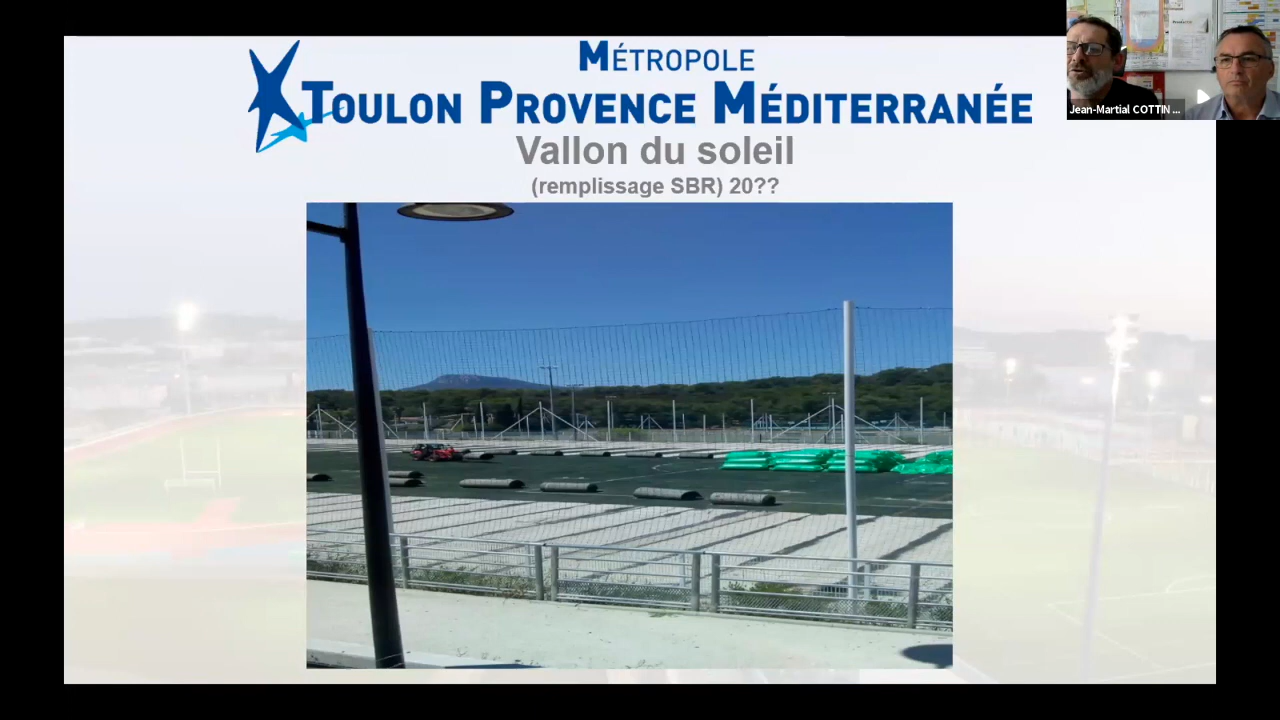 MÉTROPOLE
TOULON PROVENCE MÉDITERRANÉE
Vallon du soleil
(remplissage SBR) 20??
Jean-Martial COTTIN ...